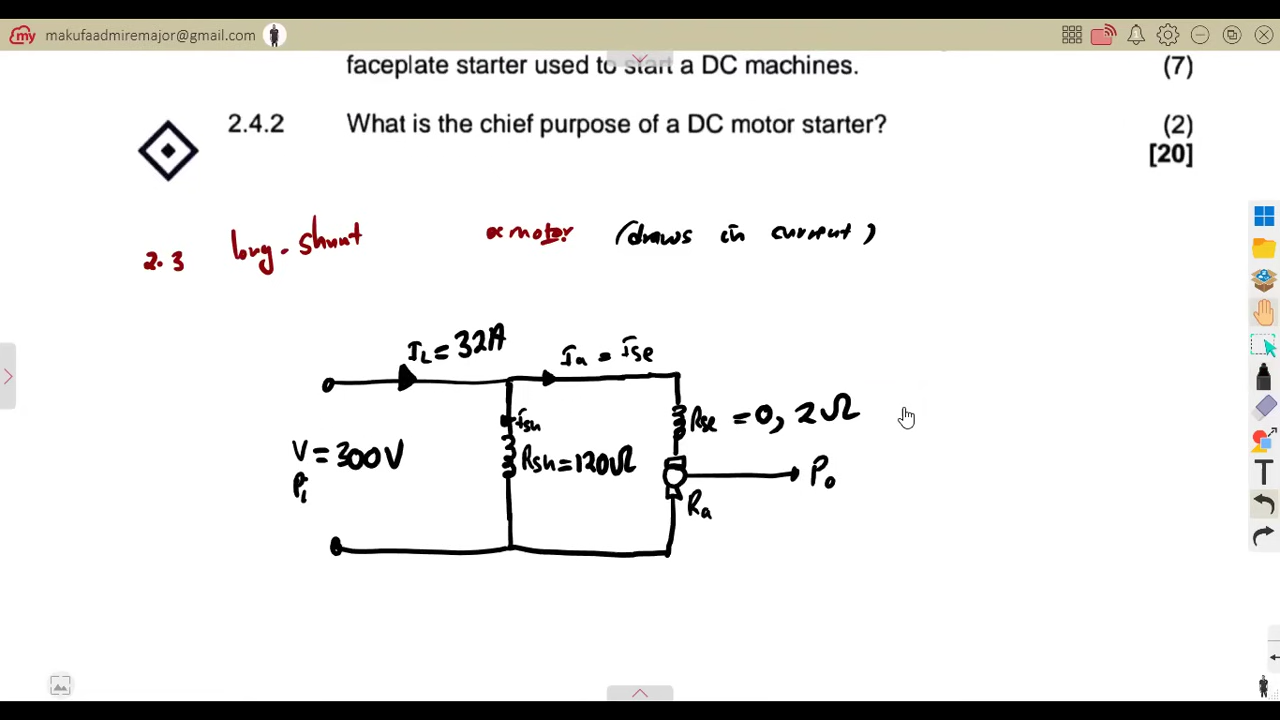 my makufaadmiremajor@gmail.com
faceplate starter used to start a DC machines. (7)
2.4.2 What is the chief purpose of a DC motor starter? (2)
[20]
2.3 long-shunt motor (draws in current)
IL = 32A
Ia = Ise
Ish
Rse = 0,2Ω
V = 300V
Rsh = 120Ω
Po
Pi
Ra
T